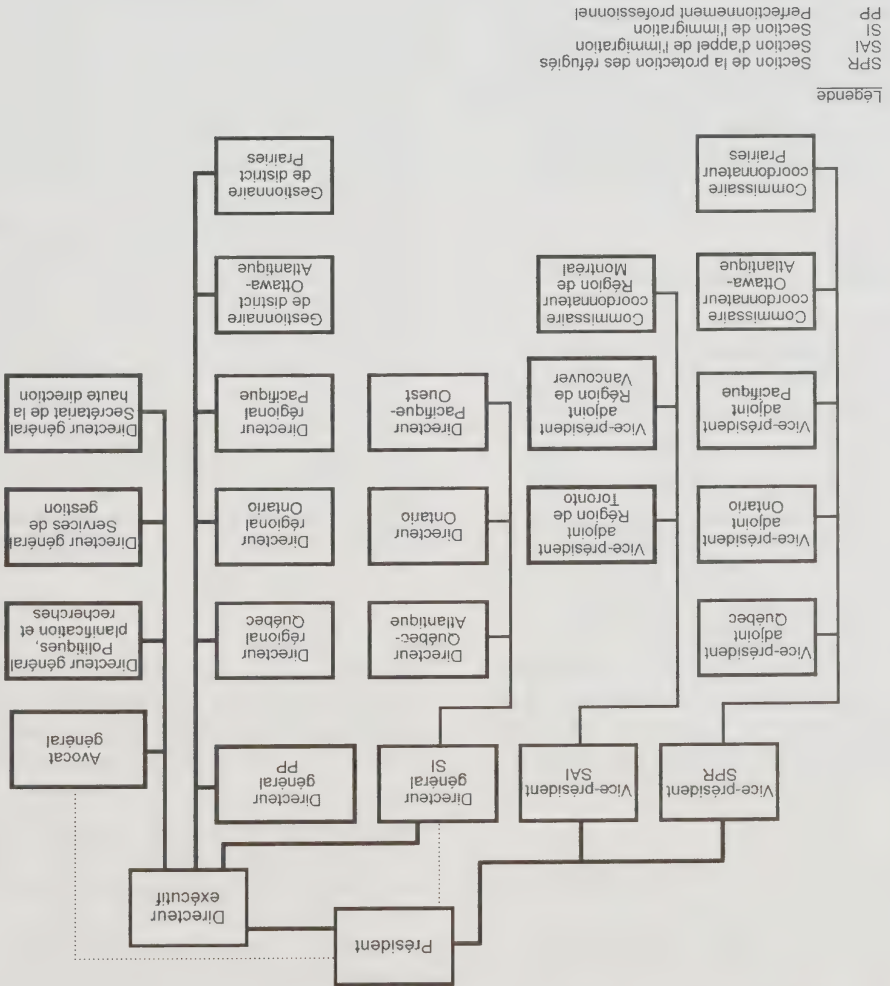 Président
Directeur
exécutif
Vice-président
SPR
Vice-président
SAI
Directeur
général
SI
Directeur
général
PP
Avocat
général
Vice-président
adjoint
Québec
Directeur
Québec-
Atlantique
Directeur
régional
Québec
Directeur général
Politiques,
planification et
recherches
Vice-président
adjoint
Ontario
Vice-président
adjoint
Région de
Toronto
Directeur
Ontario
Directeur
régional
Ontario
Directeur général
Services de
gestion
Vice-président
adjoint
Pacifique
Vice-président
adjoint
Région de
Vancouver
Directeur
Pacifique-
Ouest
Directeur
régional
Pacifique
Directeur général
Secrétariat de la
haute direction
Commissaire
coordonnateur
Ottawa-
Atlantique
Commissaire
coordonnateur
Région de
Montréal
Gestionnaire
de district
Ottawa-
Atlantique
Commissaire
coordonnateur
Prairies
Gestionnaire
de district
Prairies
Légende
SPR Section de la protection des réfugiés
SAI Section d'appel de l'immigration
SI Section de l'immigration
PP Perfectionnement professionnel